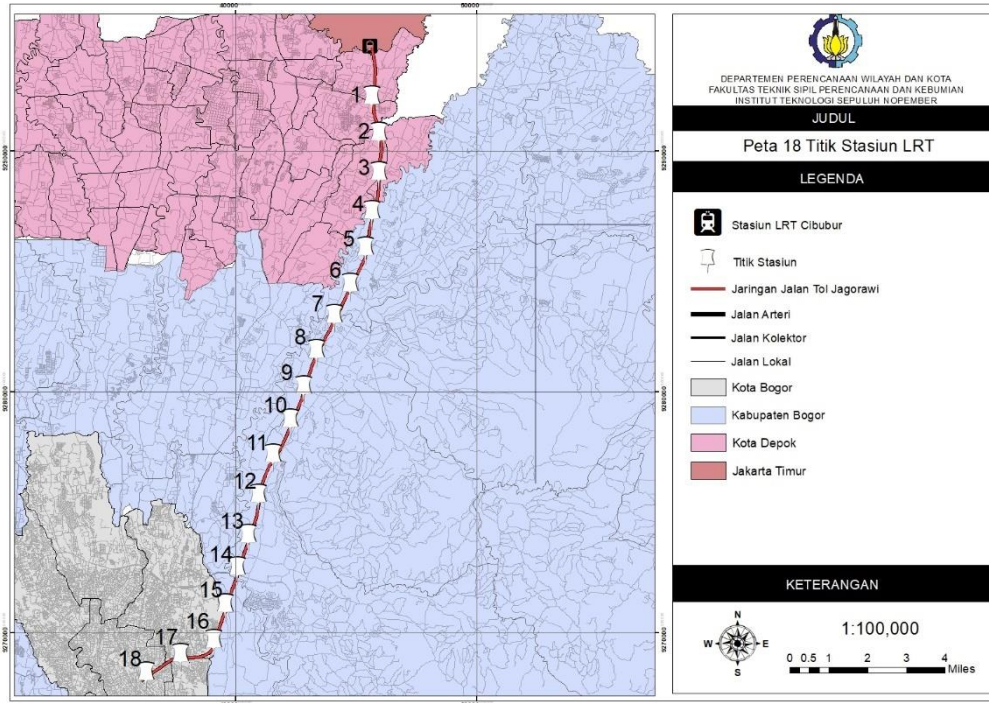 1
2
3
4
5
6
7
8
9
10
11
12
13
14
15
16
17
18
DEPARTEMEN PERENCANAAN WILAYAH DAN KOTA
FAKULTAS TEKNIK SIPIL PERENCANAAN DAN KEBUMIAN
INSTITUT TEKNOLOGI SEPULUH NOPEMBER
JUDUL
Peta 18 Titik Stasiun LRT
LEGENDA
Stasiun LRT Cibubur
Titik Stasiun
Jaringan Jalan Tol Jagorawi
Jalan Arteri
Jalan Kolektor
Jalan Lokal
Kota Bogor
Kabupaten Bogor
Kota Depok
Jakarta Timur
KETERANGAN
N
W E
S
1:100,000
0 0.5 1 2 3 4
Miles